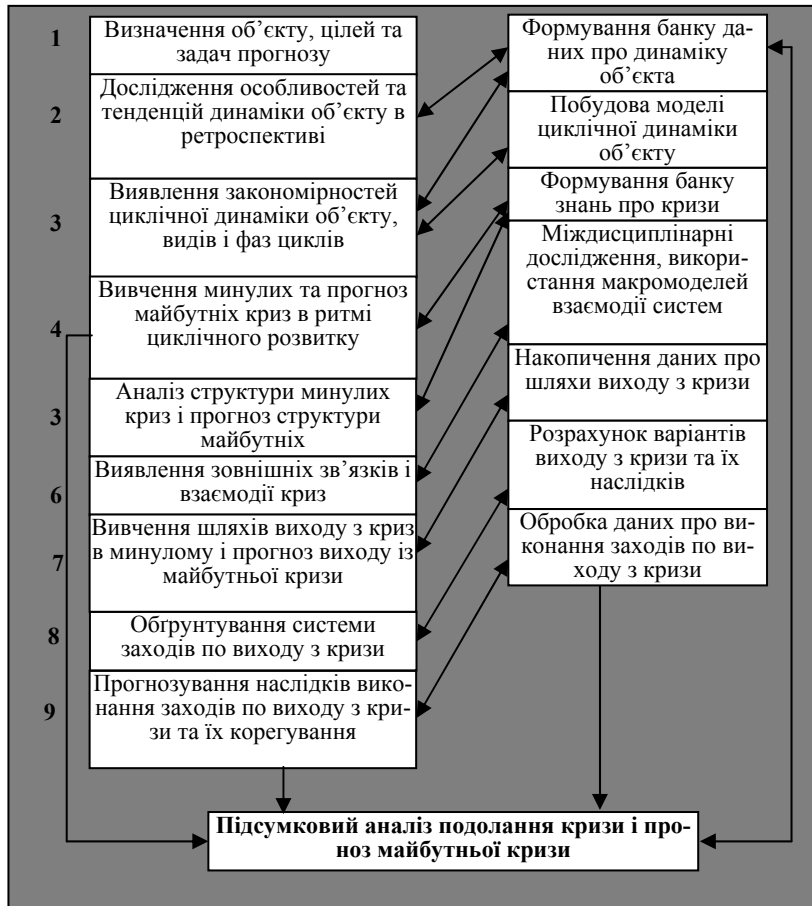 1
Визначення об’єкту, цілей та
задач прогнозу
2
Дослідження особливостей та
тенденцій динаміки об’єкту в
ретроспективі
3
Виявлення закономірностей
циклічної динаміки об’єкту,
видів і фаз циклів
4
Вивчення минулих та прогноз
майбутніх криз в ритмі
циклічного розвитку
3
Аналіз структури минулих
криз і прогноз структури
майбутніх
6
Виявлення зовнішніх зв’язків і
взаємодії криз
7
Вивчення шляхів виходу з криз
в минулому і прогноз виходу із
майбутньої кризи
8
Обґрунтування системи
заходів по виходу з кризи
9
Прогнозування наслідків вико-
нання заходів по виходу з кри-
зи та їх корегування
Формування банку да-
них про динаміку
об’єкта
Побудова моделі
циклічної динаміки
об’єкту
Формування банку
знань про кризи
Міждисциплінарні
дослідження, викори-
стання макромоделей
взаємодії систем
Накопичення даних про
шляхи виходу з кризи
Розрахунок варіантів
виходу з кризи та їх
наслідків
Обробка даних про ви-
конання заходів по ви-
ходу з кризи
Підсумковий аналіз подолання кризи і про-
ноз майбутньої кризи